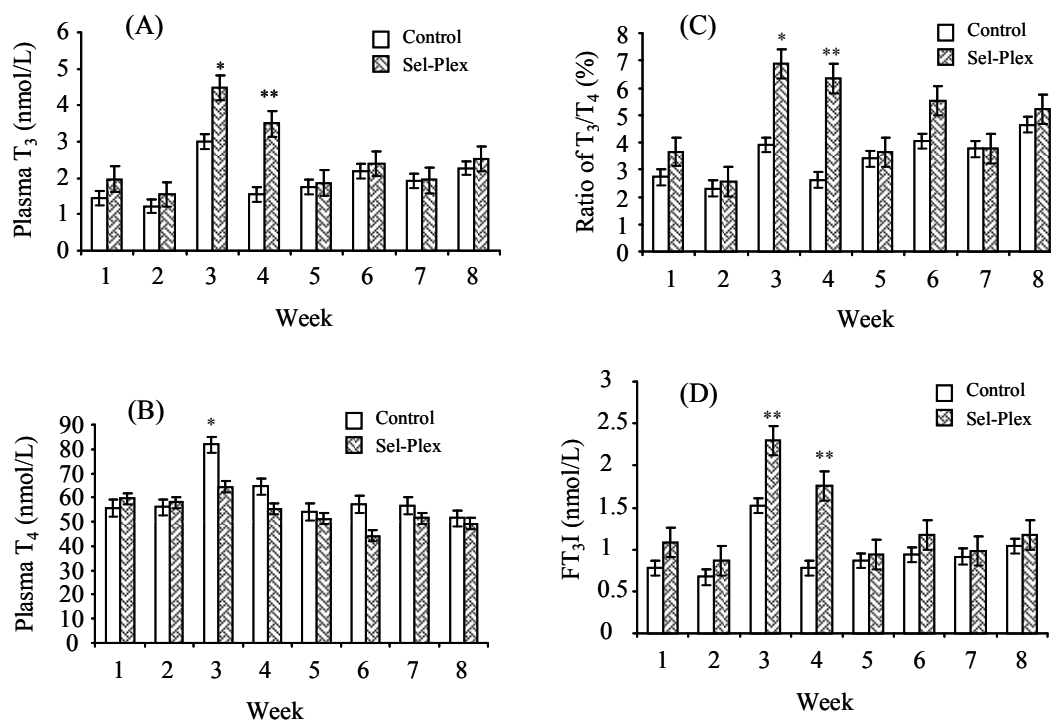 (A)
Control
Sel-Plex
Plasma T3 (nmol/L)
6
5
4
3
2
1
0
*
**
1 2 3 4 5 6 7 8
Week
(C)
Control
Sel-Plex
Ratio of T3/T4 (%)
8
7
6
5
4
3
2
1
0
*
**
1 2 3 4 5 6 7 8
Week
(B)
Control
Sel-Plex
Plasma T4 (nmol/L)
90
80
70
60
50
40
30
20
10
0
*
1 2 3 4 5 6 7 8
Week
(D)
Control
Sel-Plex
FT3I (nmol/L)
3
2.5
2
1.5
1
0.5
0
**
**
1 2 3 4 5 6 7 8
Week